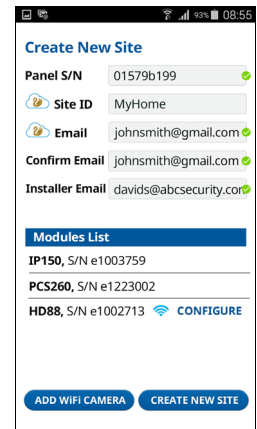 93% 08:55
Create New Site
Panel S/N 01579b199
Site ID MyHome
Email johnsmith@gmail.com
Confirm Email johnsmith@gmail.com
Installer Email davids@abcsecurity.com
Modules List
IP150, S/N e1003759
PCS260, S/N e1223002
HD88, S/N e1002713 CONFIGURE
ADD WiFi CAMERA CREATE NEW SITE